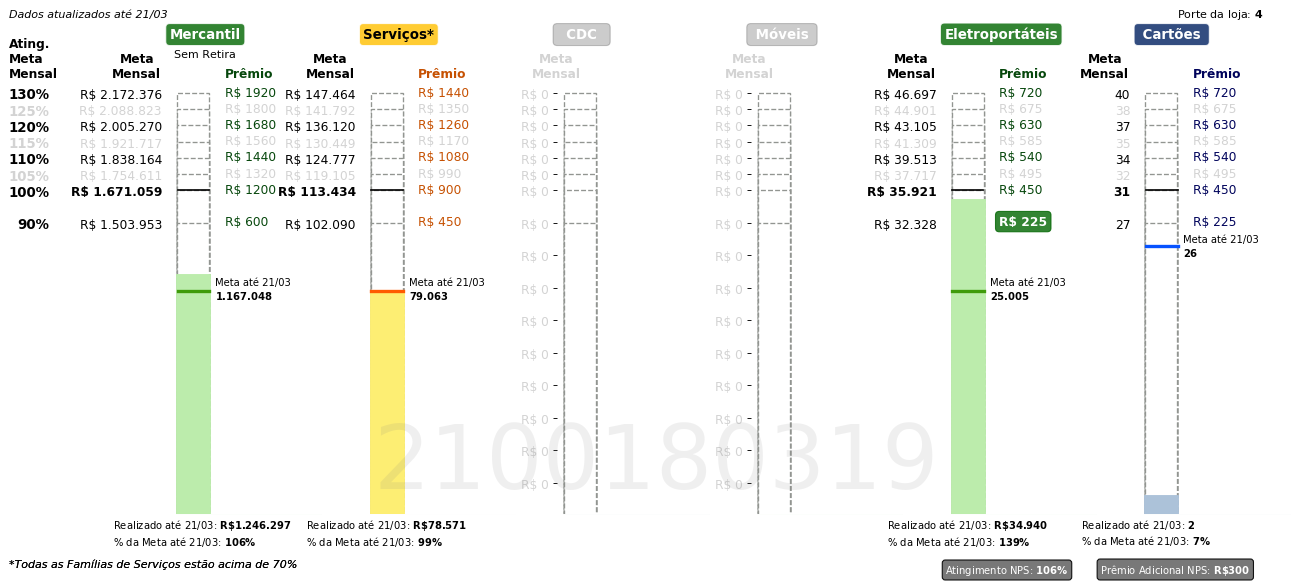 Dados atualizados até 21/03
Porte da loja: 4
Mercantil Serviços* CDC Móveis Eletroportáteis Cartões
Sem Retira
Ating. Meta Mensal
Meta Mensal Prêmio Meta Mensal Prêmio Meta Mensal Meta Mensal Meta Mensal Prêmio Meta Mensal Prêmio
130% R$ 2.172.376 R$ 1920 R$ 147.464 R$ 1440 R$ 0 R$ 0 R$ 46.697 R$ 720 40 R$ 720
125% R$ 2.088.823 R$ 1800 R$ 141.792 R$ 1350 R$ 0 R$ 0 R$ 44.901 R$ 675 38 R$ 675
120% R$ 2.005.270 R$ 1680 R$ 136.120 R$ 1260 R$ 0 R$ 0 R$ 43.105 R$ 630 37 R$ 630
115% R$ 1.921.717 R$ 1560 R$ 130.449 R$ 1170 R$ 0 R$ 0 R$ 41.309 R$ 585 35 R$ 585
110% R$ 1.838.164 R$ 1440 R$ 124.777 R$ 1080 R$ 0 R$ 0 R$ 39.513 R$ 540 34 R$ 540
105% R$ 1.754.611 R$ 1320 R$ 119.105 R$ 990 R$ 0 R$ 0 R$ 37.717 R$ 495 32 R$ 495
100% R$ 1.671.059 R$ 1200 R$ 113.434 R$ 900 R$ 0 R$ 0 R$ 35.921 R$ 450 31 R$ 450
90% R$ 1.503.953 R$ 600 R$ 102.090 R$ 450 R$ 0 R$ 0 R$ 32.328 R$ 225 27 R$ 225
Meta até 21/03
26
R$ 0 R$ 0
Meta até 21/03 Meta até 21/03 Meta até 21/03
1.167.048 79.063 25.005
R$ 0 R$ 0
R$ 0 R$ 0
R$ 0 R$ 0
R$ 0 R$ 0
R$ 0 R$ 0
R$ 0 R$ 0
R$ 0 R$ 0
2100180319
Realizado até 21/03: R$1.246.297 Realizado até 21/03: R$78.571 Realizado até 21/03: R$34.940 Realizado até 21/03: 2
% da Meta até 21/03: 106% % da Meta até 21/03: 99% % da Meta até 21/03: 139% % da Meta até 21/03: 7%
*Todas as Famílias de Serviços estão acima de 70%
Atingimento NPS: 106% Prêmio Adicional NPS: R$300